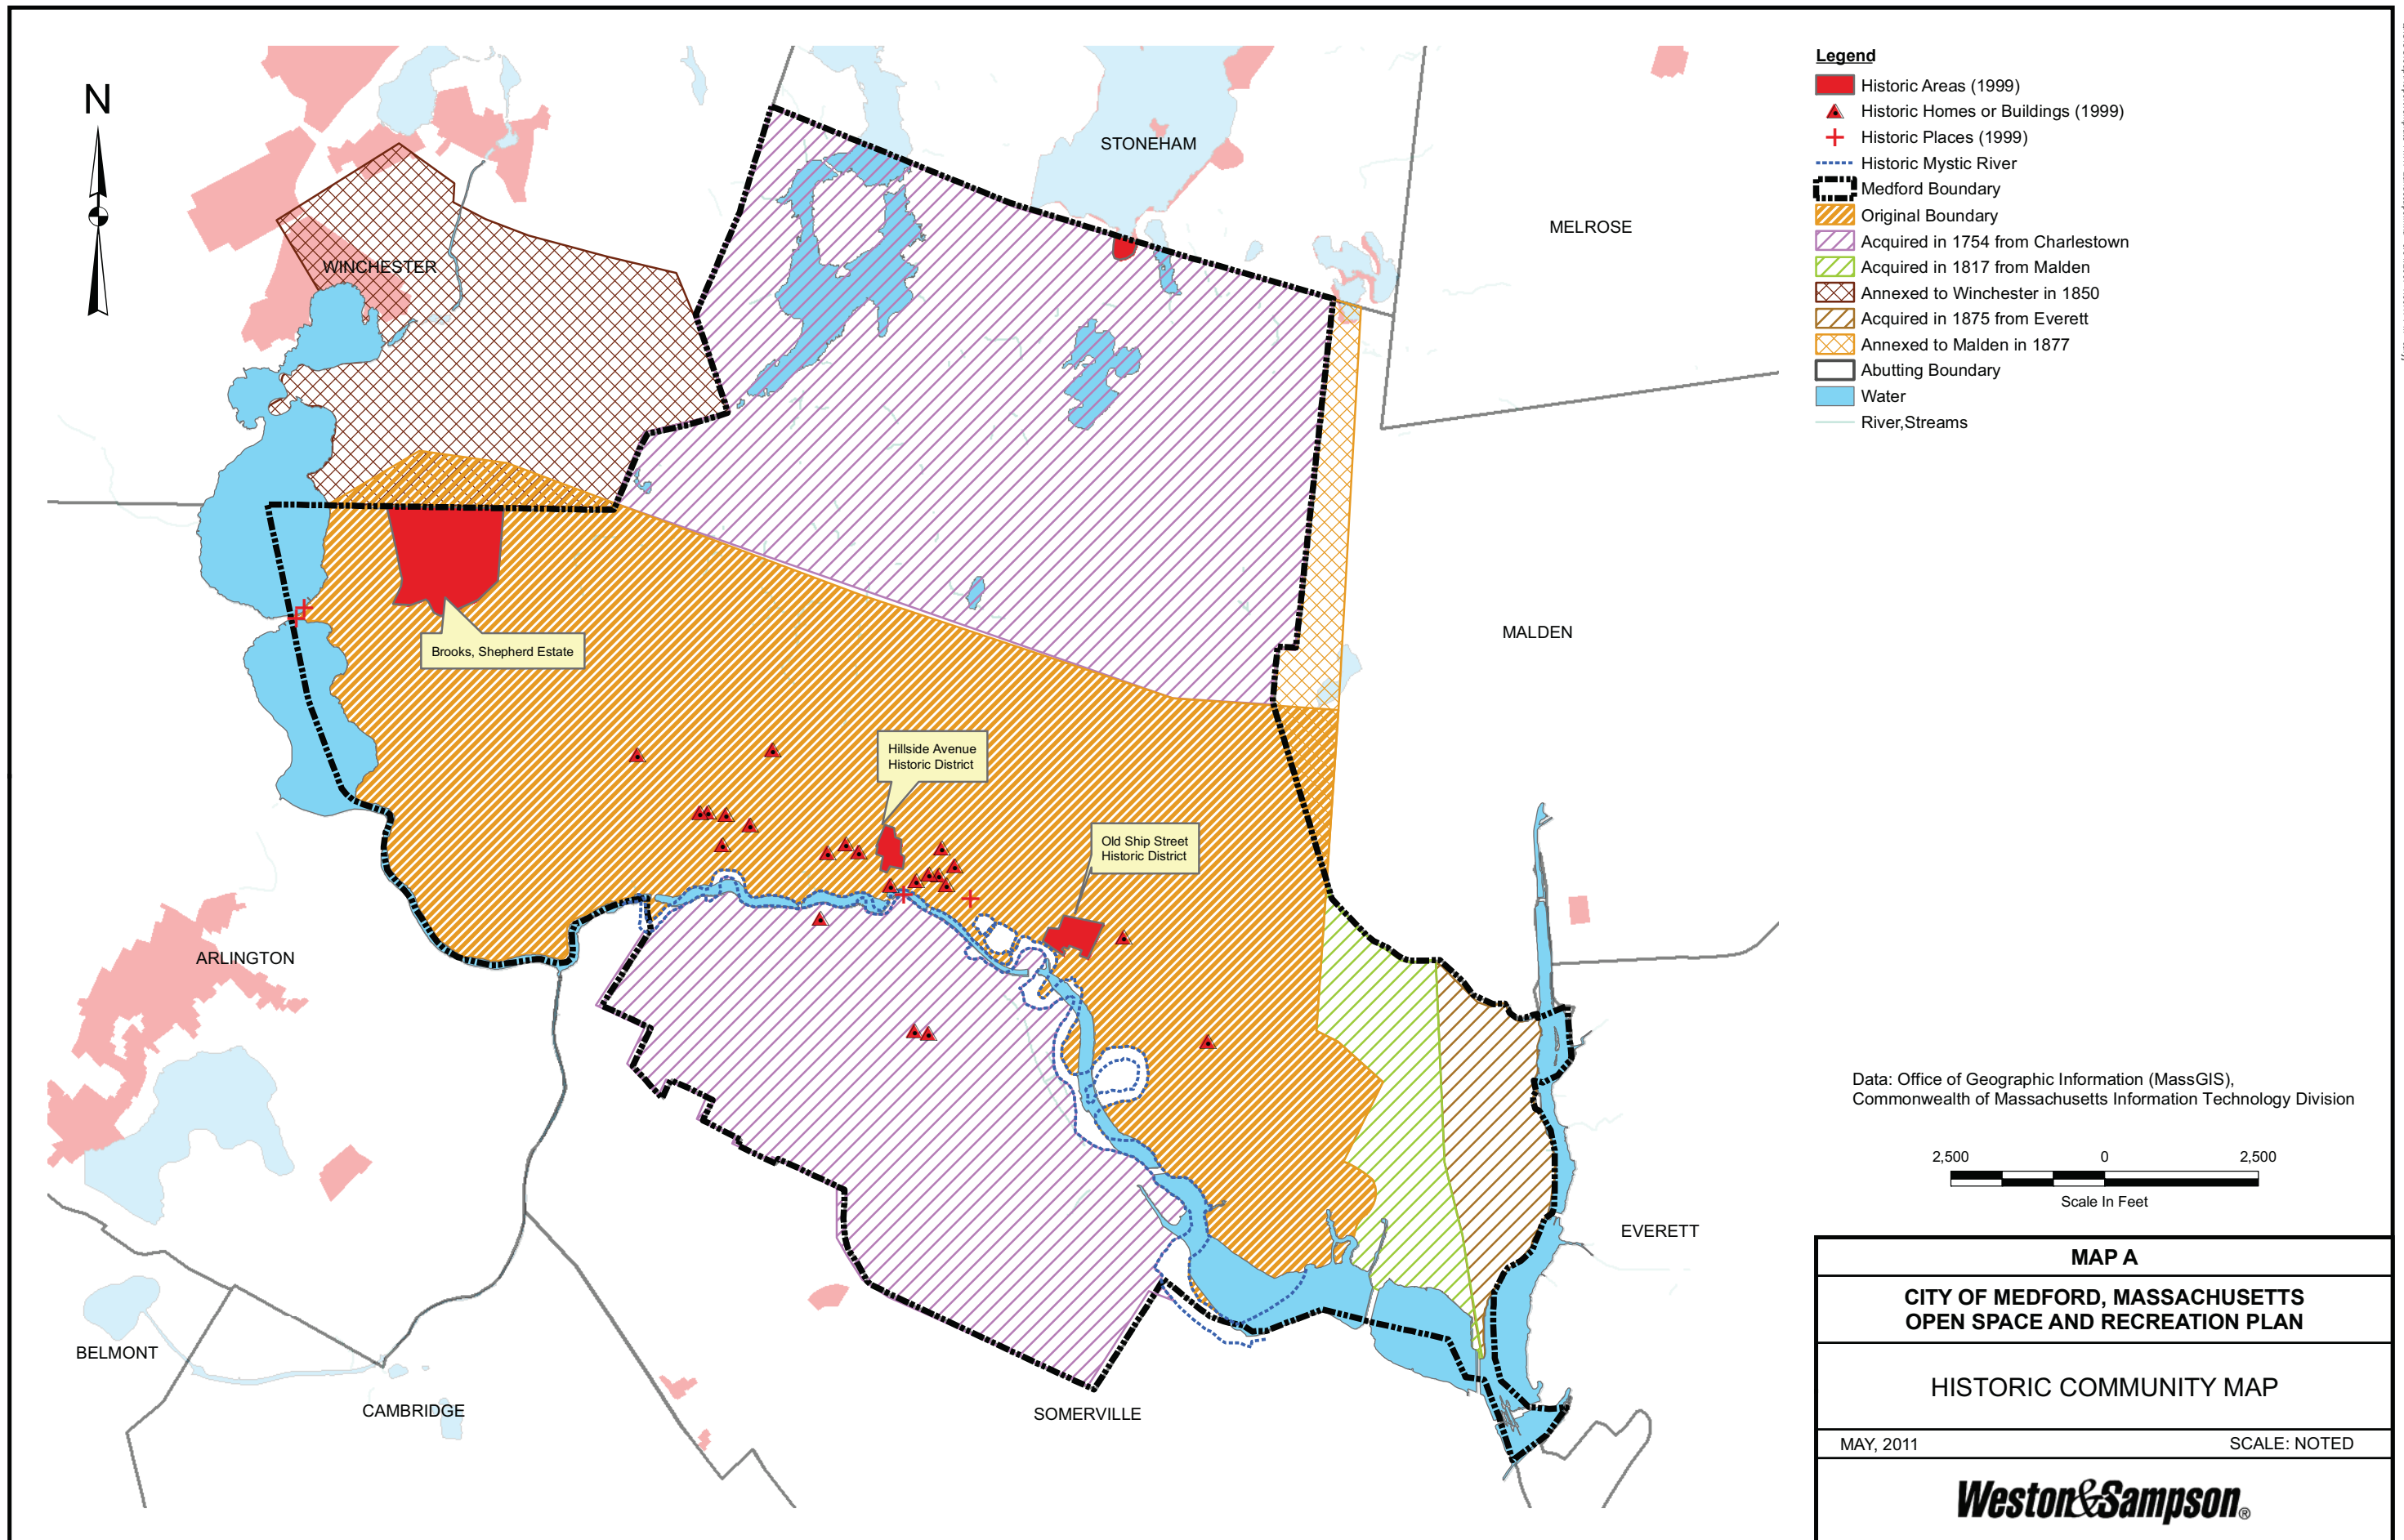 N
STONEHAM
MELROSE
WINCHESTER
MALDEN
ARLINGTON
BELMONT
CAMBRIDGE
SOMERVILLE
EVERETT
Brooks, Shepherd Estate
Hillside Avenue
Historic District
Old Ship Street
Historic District
Legend
Historic Areas (1999)
Historic Homes or Buildings (1999)
Historic Places (1999)
Historic Mystic River
Medford Boundary
Original Boundary
Acquired in 1754 from Charlestown
Acquired in 1817 from Malden
Annexed to Winchester in 1850
Acquired in 1875 from Everett
Annexed to Malden in 1877
Abutting Boundary
Water
River,Streams
Data: Office of Geographic Information (MassGIS),
Commonwealth of Massachusetts Information Technology Division
2,500 0 2,500
Scale In Feet
MAP A
CITY OF MEDFORD, MASSACHUSETTS
OPEN SPACE AND RECREATION PLAN
HISTORIC COMMUNITY MAP
MAY, 2011 SCALE: NOTED
Weston&Sampson®